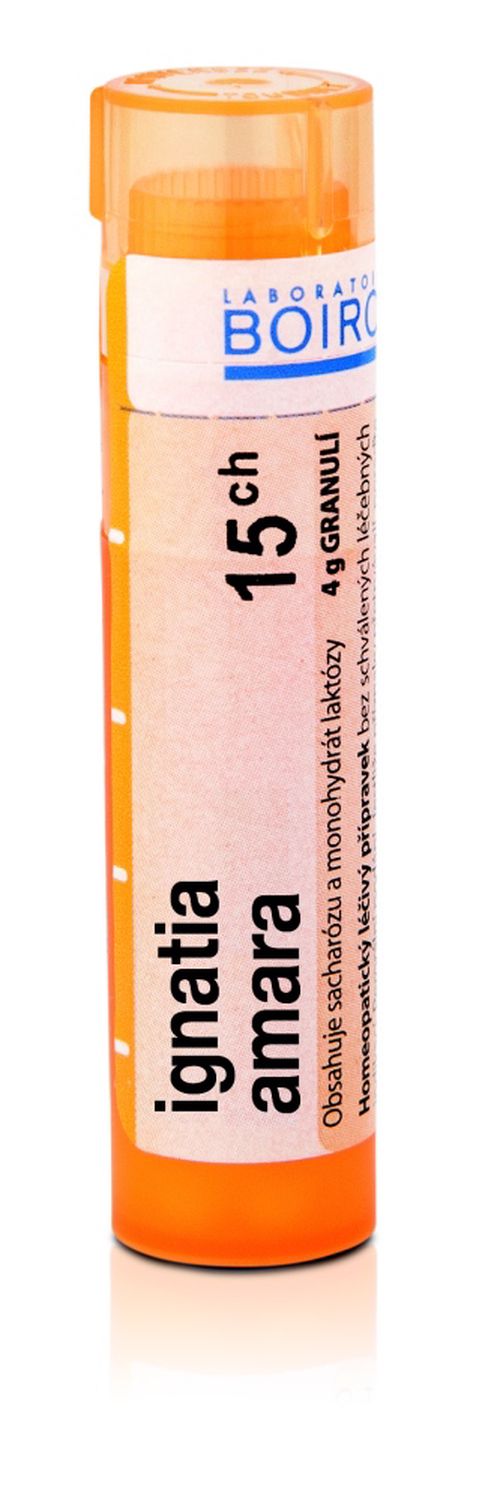 LABORATOI
BOIRO
ignatia
amara
15 ch
Obsahuje sacharózu a monohydrát laktózy
4 g GRANULÍ
Homeopatický léčivý přípravek bez schválených léčebných